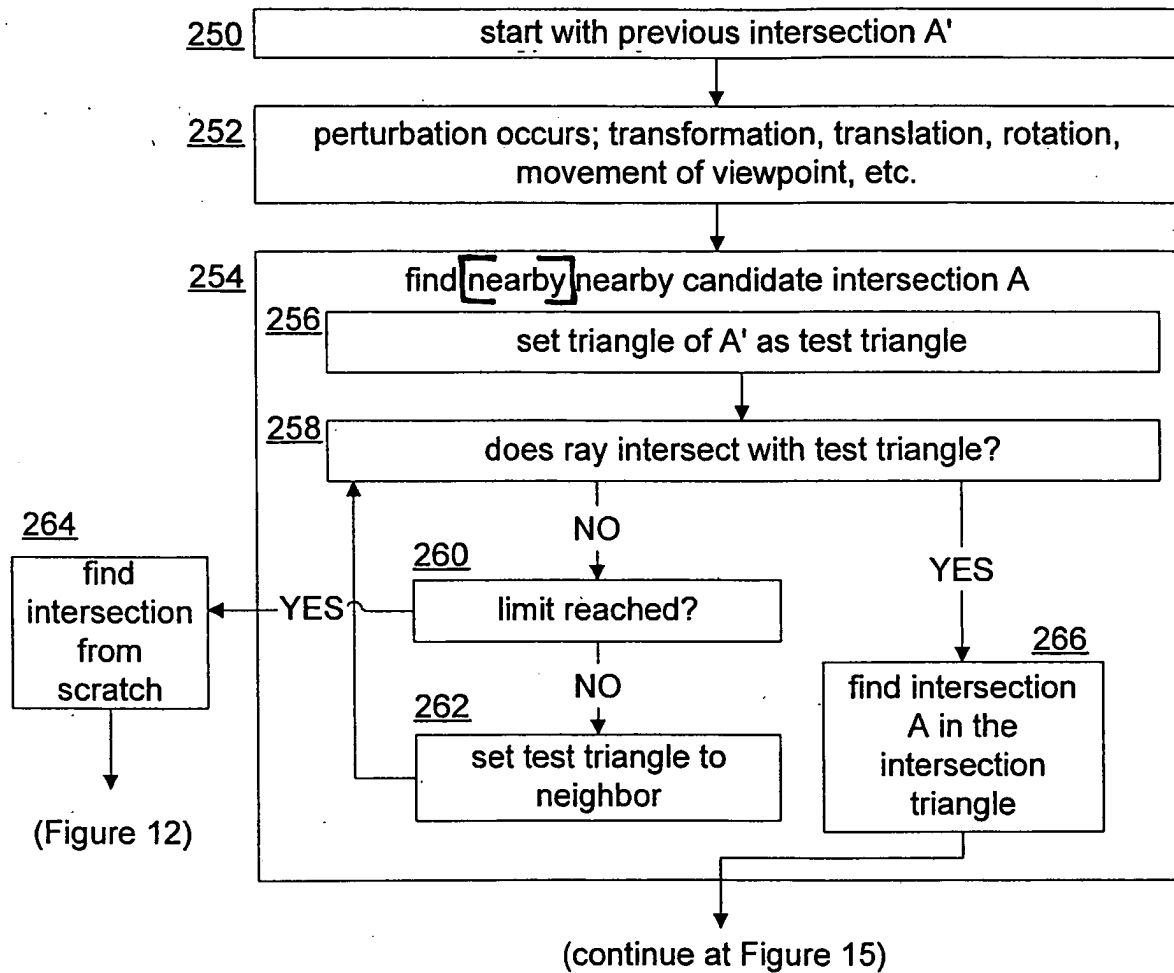 250
start with previous intersection A'
252
perturbation occurs; transformation, translation, rotation,
movement of viewpoint, etc.
254
find [nearby] nearby candidate intersection A
256
set triangle of A' as test triangle
258
does ray intersect with test triangle?
NO
YES
264
find
intersection
from
scratch
YES
260
limit reached?
NO
262
set test triangle to
neighbor
266
find intersection
A in the
intersection
triangle
(Figure 12)
(continue at Figure 15)